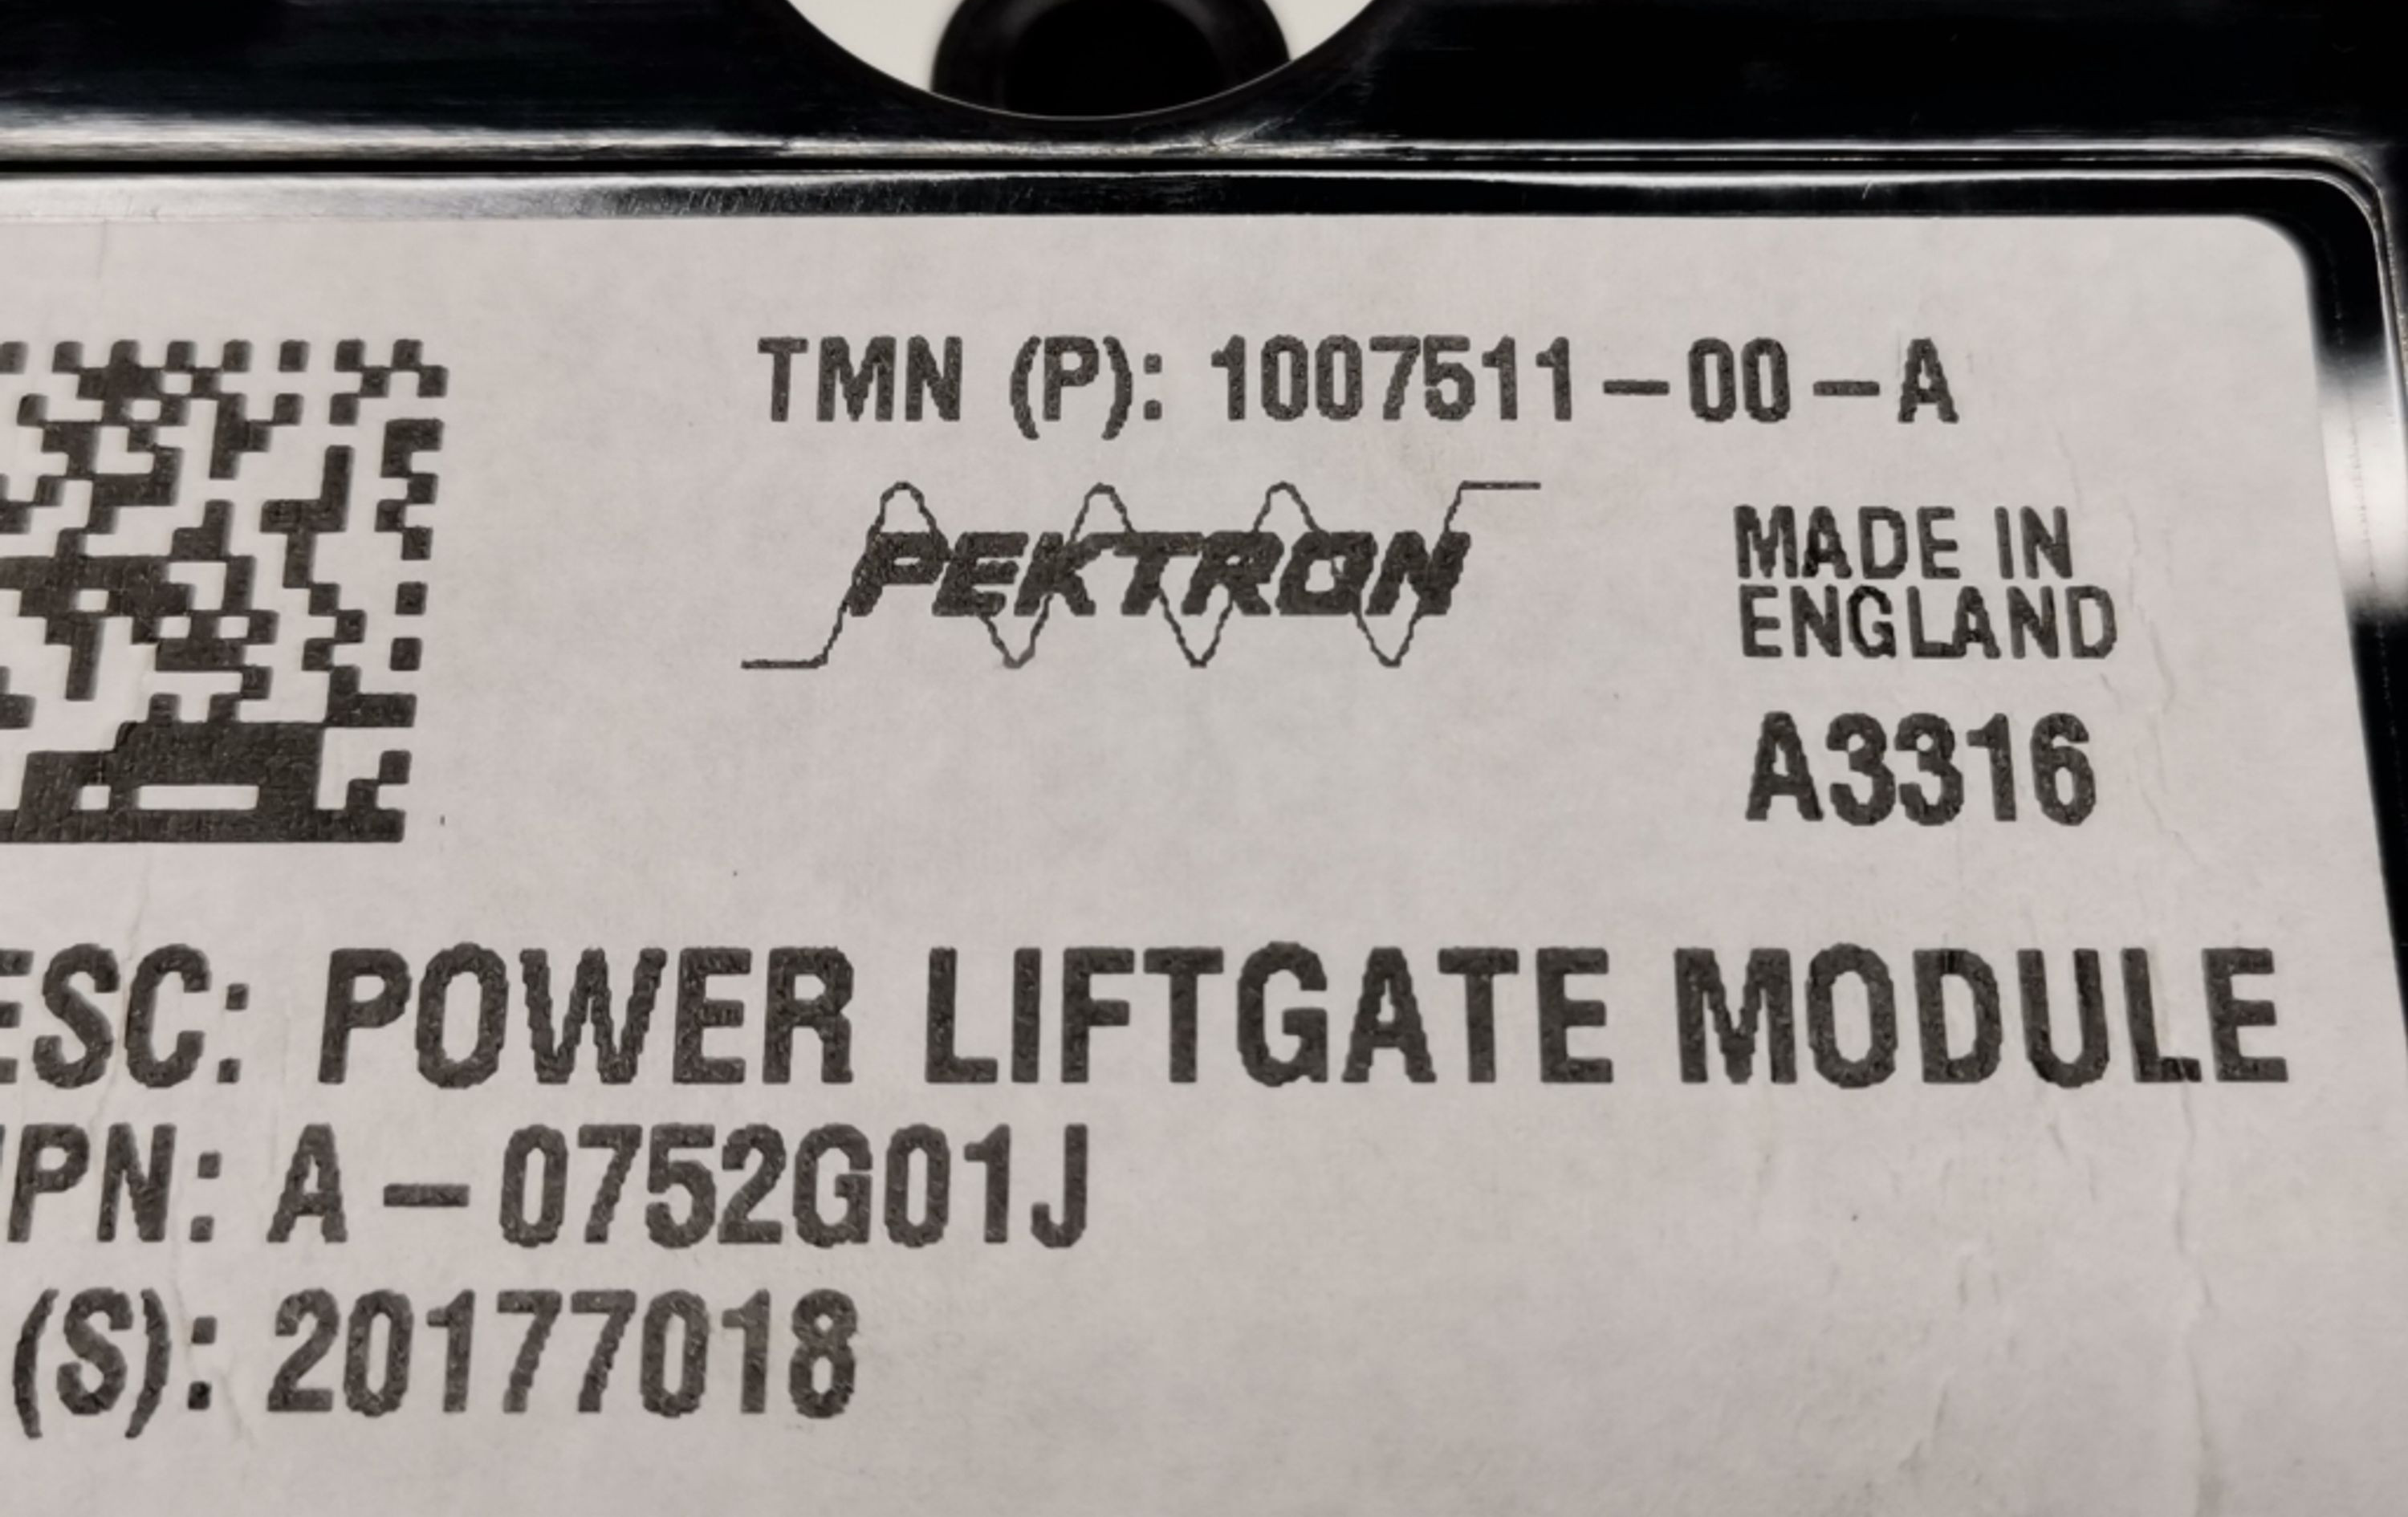 TMN (P): 1007511-00-A
PEKTRON
MADE IN
ENGLAND
A3316
ESC: POWER LIFTGATE MODULE
PN: A-0752G01J
(S): 20177018